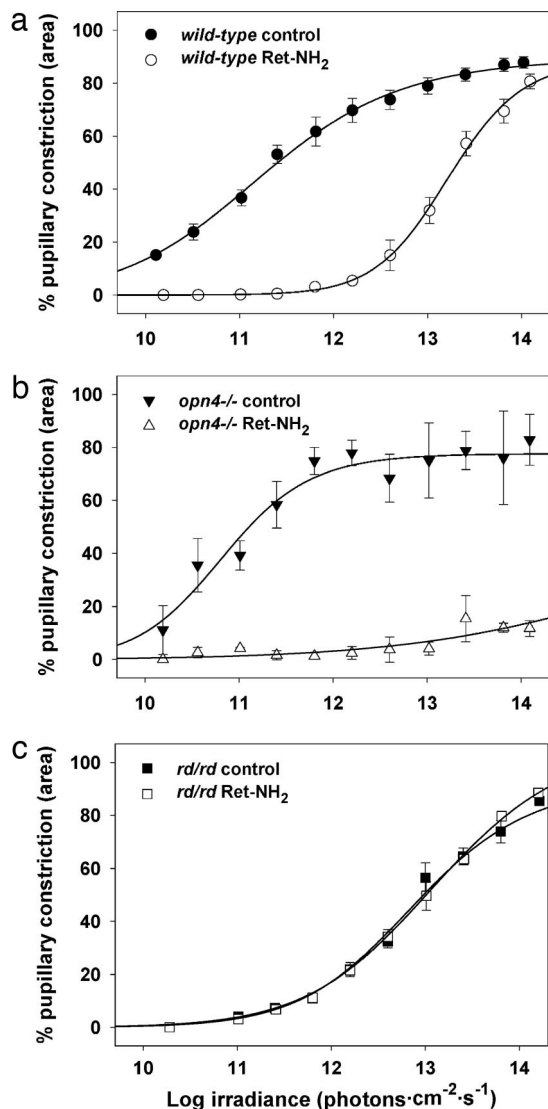 a
wild-type control
wild-type Ret-NH₂
% pupillary constriction (area)
100
80
60
40
20
0
10 11 12 13 14
b
opn4-/- control
opn4-/- Ret-NH₂
% pupillary constriction (area)
100
80
60
40
20
0
10 11 12 13 14
c
rd/rd control
rd/rd Ret-NH₂
% pupillary constriction (area)
100
80
60
40
20
0
10 11 12 13 14
Log irradiance (photons·cm⁻²·s⁻¹)